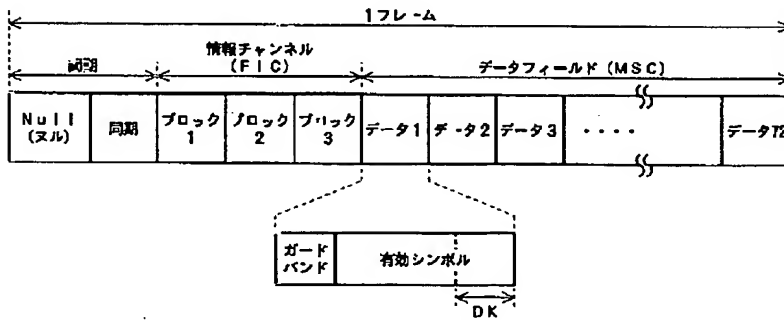 1フレーム
同期
情報チャンネル
(FIC)
データフィールド(MSC)
Null
(ヌル)
同期
ブロック
1
ブロック
2
ブロック
3
データ1
データ2
データ3
・・・・
データ72
ガード
バンド
有効シンボル
DK